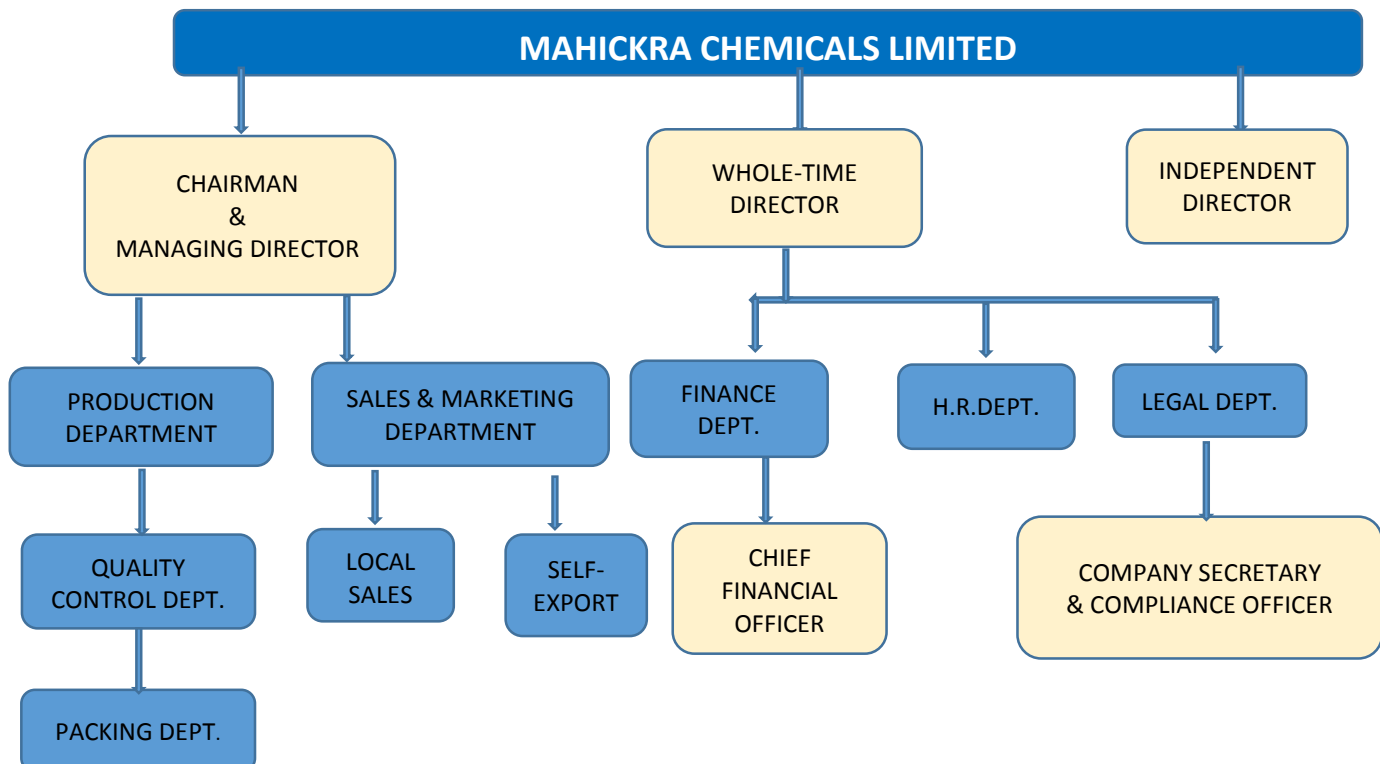 MAHICKRA CHEMICALS LIMITED
CHAIRMAN
&
MANAGING DIRECTOR
WHOLE-TIME
DIRECTOR
INDEPENDENT
DIRECTOR
PRODUCTION
DEPARTMENT
SALES & MARKETING
DEPARTMENT
FINANCE
DEPT.
H.R.DEPT.
LEGAL DEPT.
QUALITY
CONTROL DEPT.
LOCAL
SALES
SELF-
EXPORT
CHIEF
FINANCIAL
OFFICER
COMPANY SECRETARY
& COMPLIANCE OFFICER
PACKING DEPT.